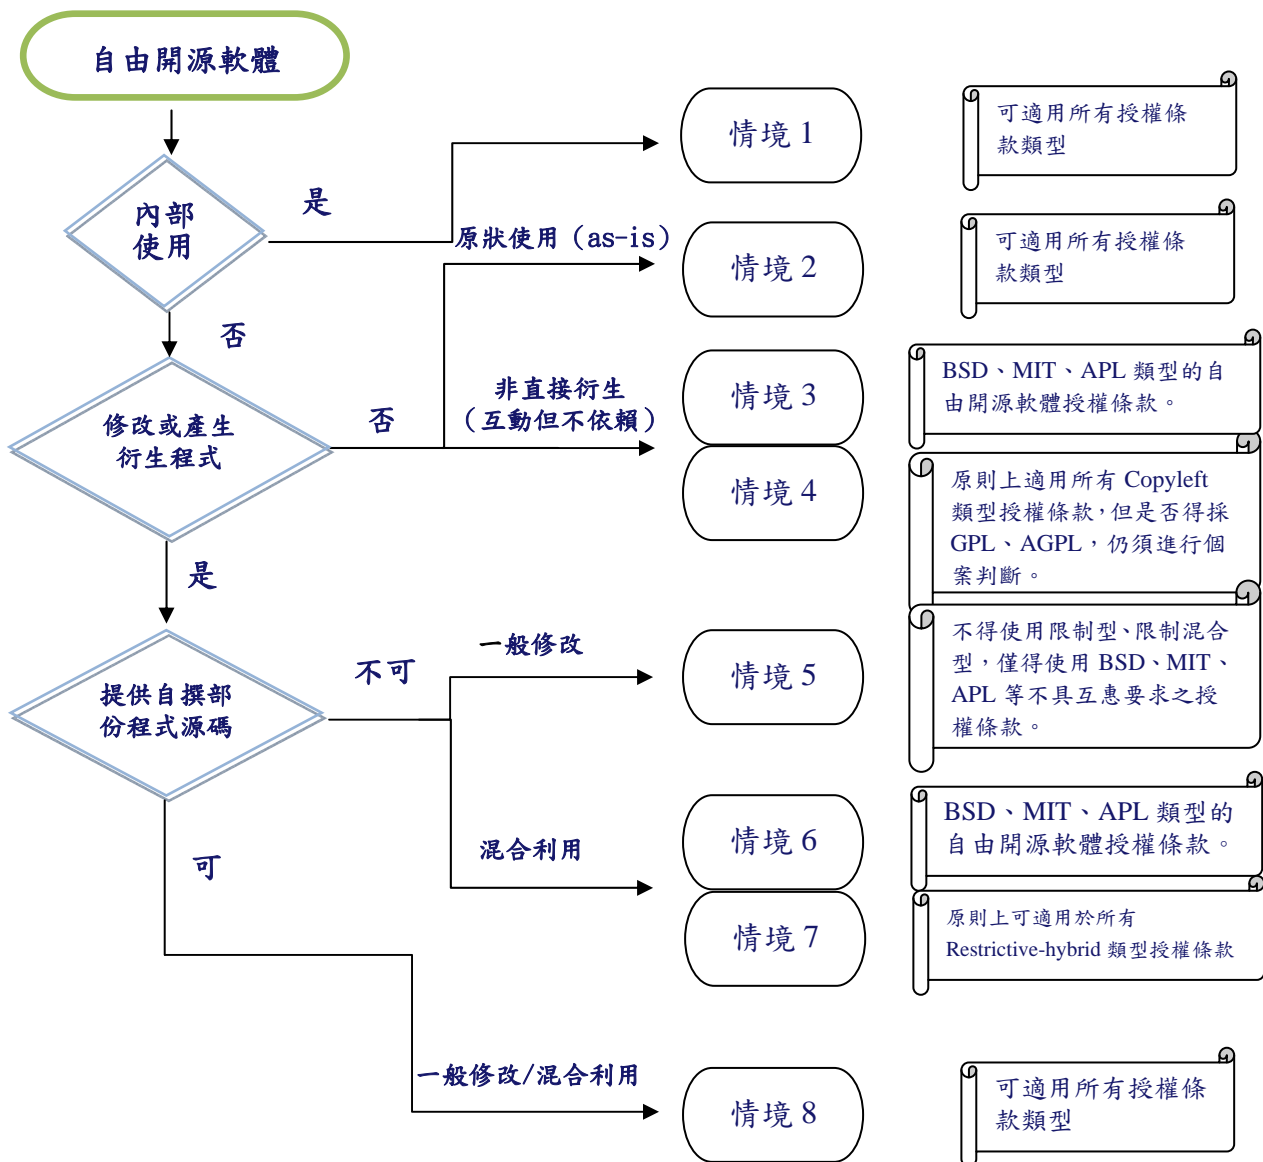 自由開源軟體
情境 1
可適用所有授權條
款類型
內部
使用
是
原狀使用（as-is）
情境 2
可適用所有授權條
款類型
否
修改或產生
衍生程式
否
非直接衍生
（互動但不依賴）
情境 3
BSD、MIT、APL 類型的自
由開源軟體授權條款。
情境 4
原則上適用所有 Copyleft
類型授權條款，但是否得採
GPL、AGPL，仍須進行個
案判斷。
是
提供自撰部
份程式源碼
不可
一般修改
情境 5
不得使用限制型、限制混合
型，僅得使用 BSD、MIT、
APL 等不具互惠要求之授
權條款。
混合利用
情境 6
BSD、MIT、APL 類型的
自由開源軟體授權條款。
情境 7
原則上可適用於所有
Restrictive-hybrid 類型授權條款
可
一般修改/混合利用
情境 8
可適用所有授權條
款類型